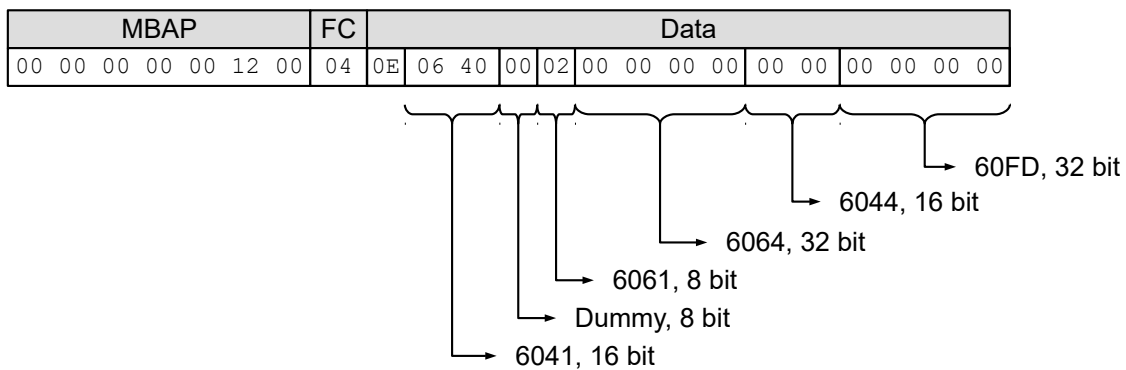 MBAP FC Data
00 00 00 00 00 12 00 04 0E 06 40 00 02 00 00 00 00 00 00 00 00 00 00
60FD, 32 bit
6044, 16 bit
6064, 32 bit
6061, 8 bit
Dummy, 8 bit
6041, 16 bit